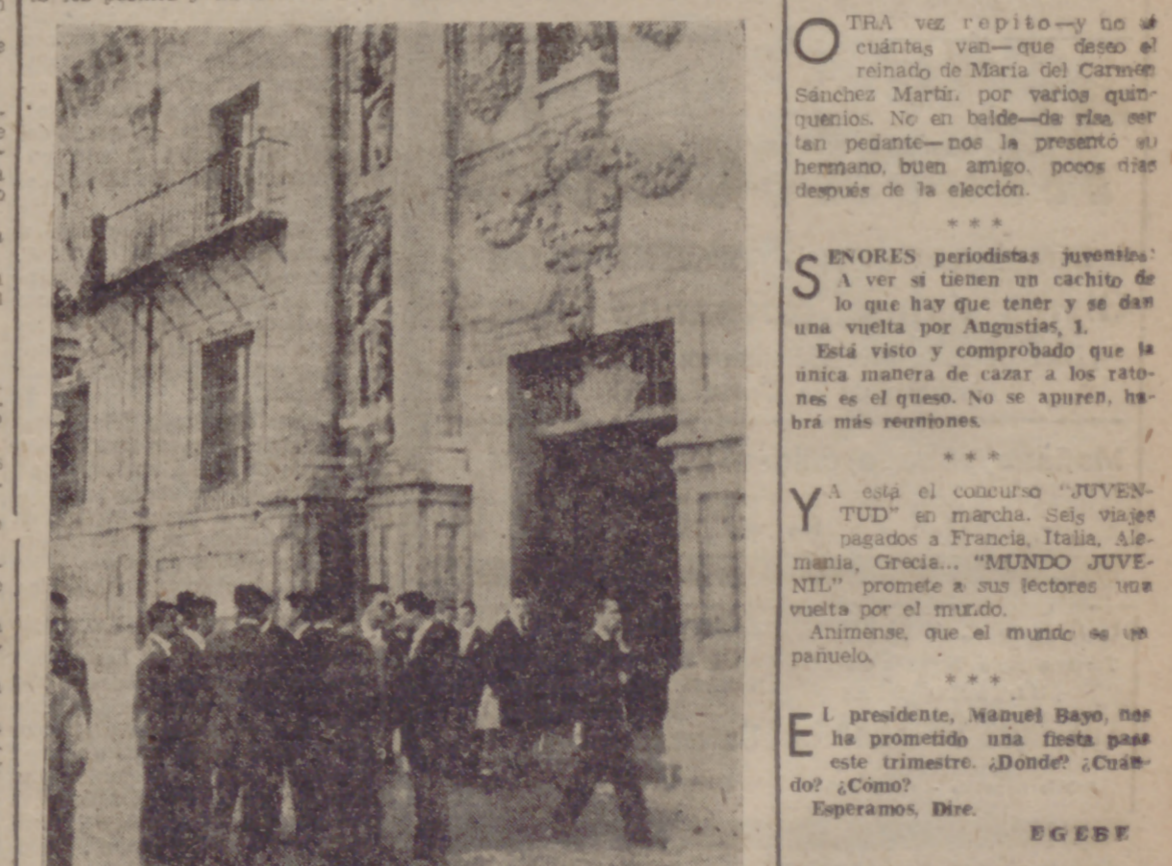 OTRA vez repito—y no sé
cuántas van—que deseo el
reinado de María del Carmen
Sánchez Martír, por varios quin-
quenios. No en balde—da risa ser
tan pedante—nos la presentó su
hermano, buen amigo, pocos días
después de la elección.
* * *
SEÑORES periodistas juveniles:
A ver si tienen un cachito de
lo que hay que tener y se dan
una vuelta por Angustias, 1.
Está visto y comprobado que la
única manera de cazar a los rato-
nes es el queso. No se apuren, ha-
brá más reuniones.
* * *
YA está el concurso "JUVEN-
TUD" en marcha. Seis viajes
pagados a Francia, Italia, Ale-
mania, Grecia... "MUNDO JUVE-
NIL" promete a sus lectores una
vuelta por el mundo.
Anímense, que el mundo es un
pañuelo.
* * *
EL presidente, Manuel Bayo, nos
ha prometido una fiesta para
este trimestre. ¿Dónde? ¿Cuán-
do? ¿Cómo?
Esperamos, Dire.
EGEBE